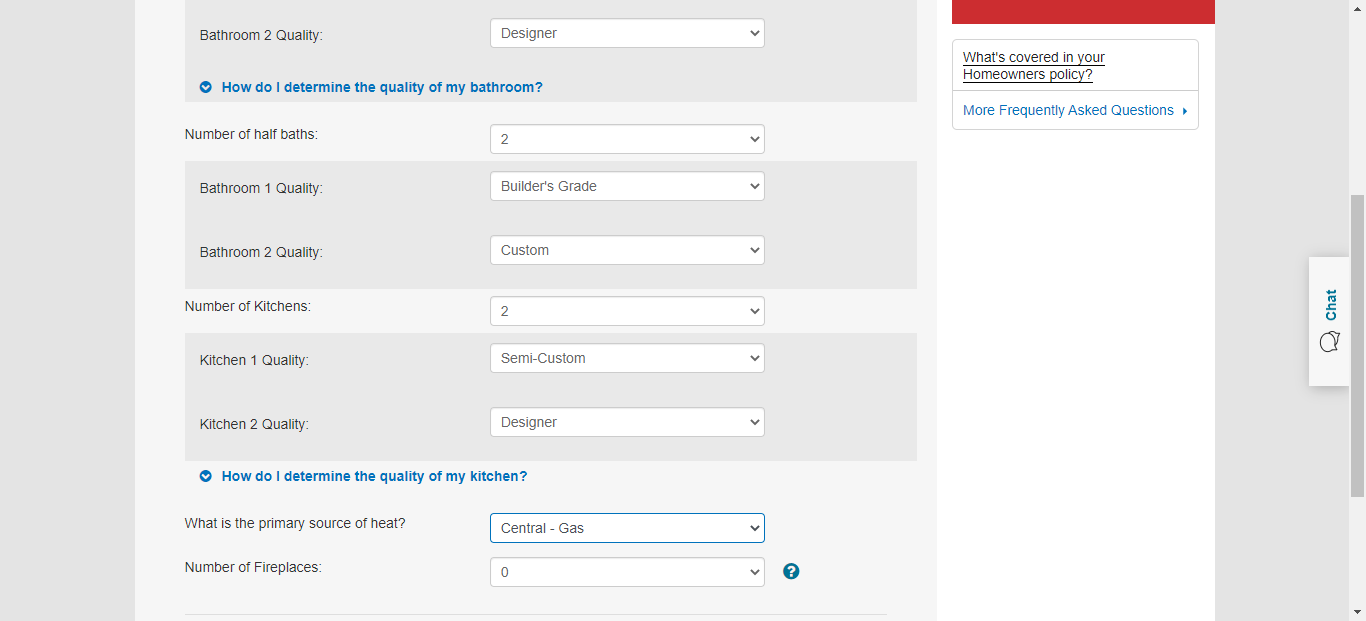 Bathroom 2 Quality: Designer
How do I determine the quality of my bathroom?
Number of half baths: 2
Bathroom 1 Quality: Builder's Grade
Bathroom 2 Quality: Custom
Number of Kitchens: 2
Kitchen 1 Quality: Semi-Custom
Kitchen 2 Quality: Designer
How do I determine the quality of my kitchen?
What is the primary source of heat? Central - Gas
Number of Fireplaces: 0
?
What's covered in your
Homeowners policy?
More Frequently Asked Questions
Chat